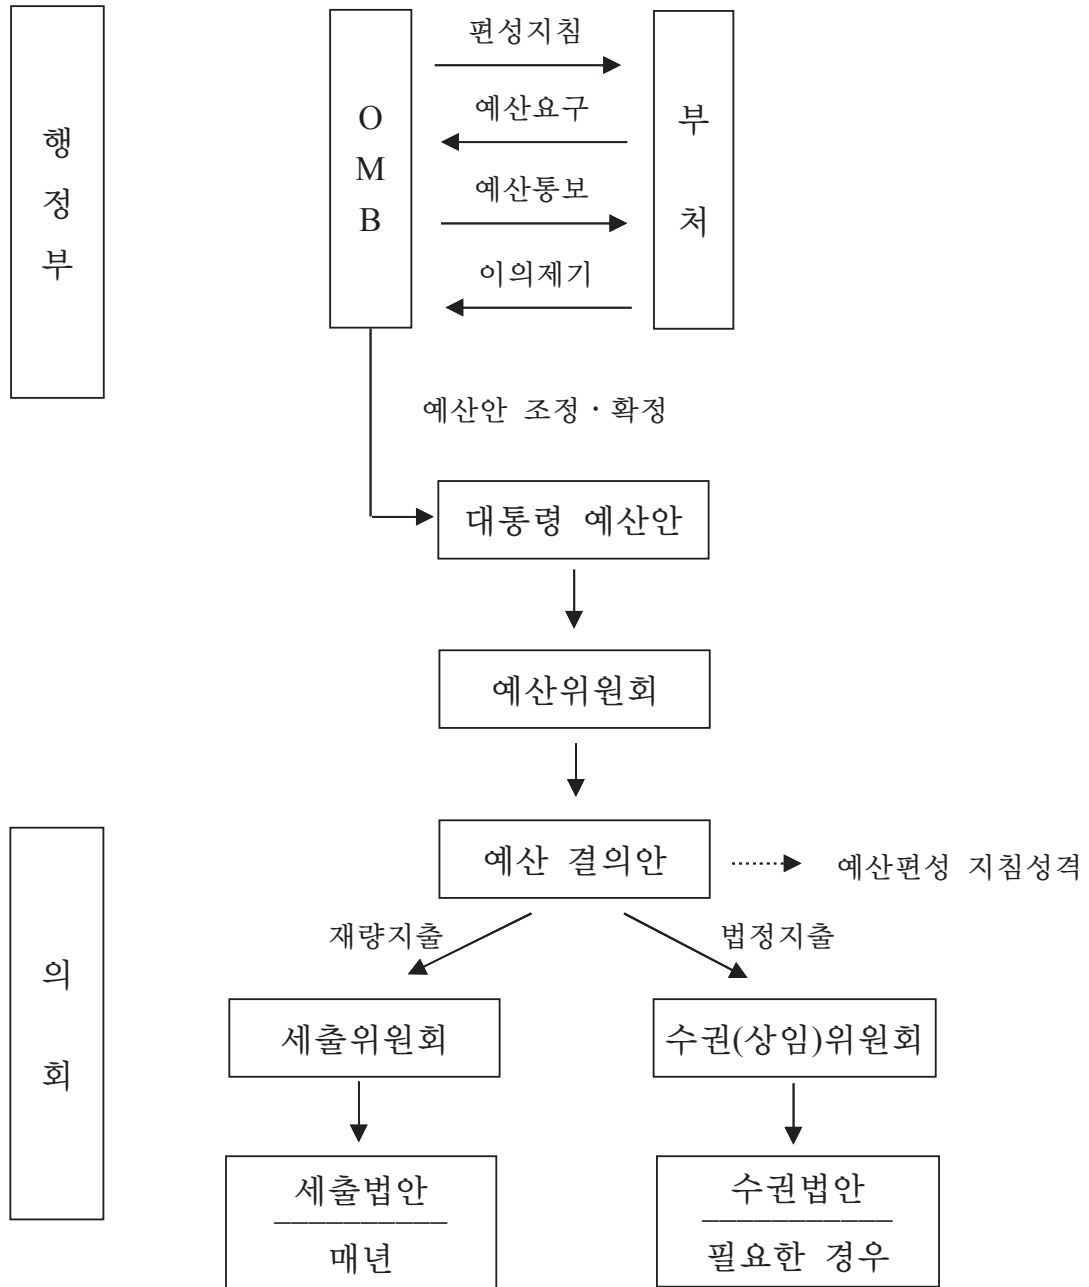 행
정
부
O
M
B
편성지침
예산요구
예산통보
이의제기
부
처
예산안 조정·확정
대통령 예산안
예산위원회
의
회
예산 결의안
예산편성 지침성격
재량지출
법정지출
세출위원회
수권(상임)위원회
세출법안
매년
수권법안
필요한 경우